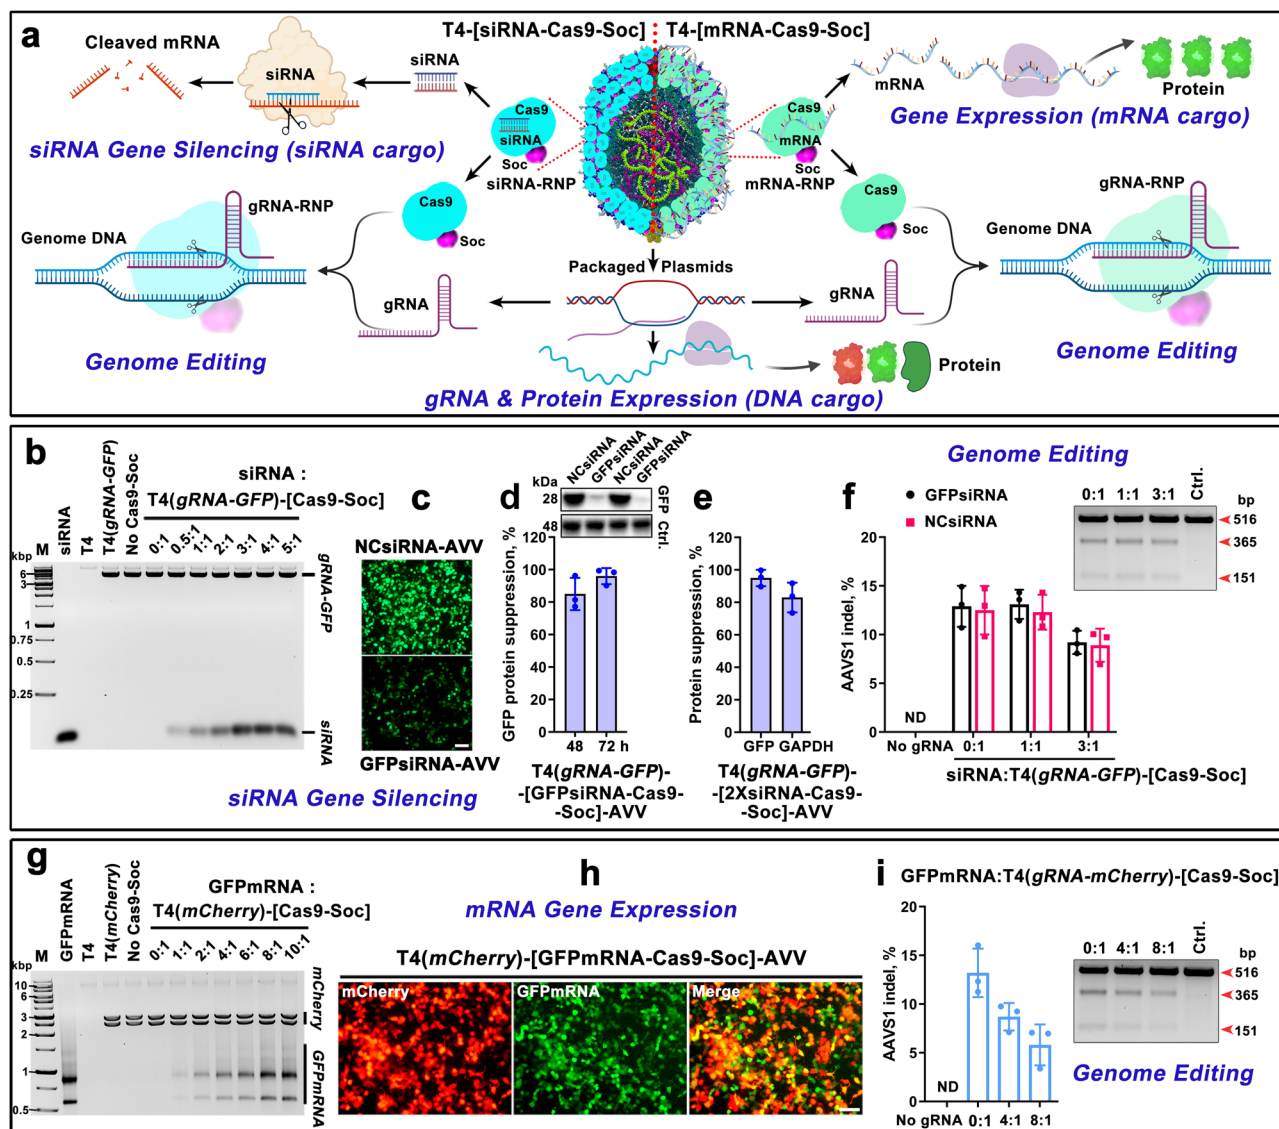 a
T4-[siRNA-Cas9-Soc]
T4-[mRNA-Cas9-Soc]
Cleaved mRNA
siRNA
siRNA
Cas9
siRNA
Soc
siRNA-RNP
Cas9
mRNA
Soc
mRNA-RNP
mRNA
Protein
siRNA Gene Silencing (siRNA cargo)
Gene Expression (mRNA cargo)
gRNA-RNP
Genome DNA
Cas9
Soc
Cas9
Soc
gRNA-RNP
Genome DNA
Packaged Plasmids
gRNA
gRNA
Genome Editing
Genome Editing
Protein
gRNA & Protein Expression (DNA cargo)
b
siRNA :
T4(gRNA-GFP)-[Cas9-Soc]
kbp
M
siRNA
T4
T4(gRNA-GFP)
No Cas9-Soc
0:1
0.5:1
1:1
2:1
3:1
4:1
5:1
6
3
1
0.75
0.5
0.25
gRNA-GFP
siRNA
siRNA Gene Silencing
c
NCsiRNA-AVV
GFPsiRNA-AVV
d
NCsiRNA
GFPsiRNA
NCsiRNA
GFPsiRNA
kDa
28
48
GFP
Ctrl.
GFP protein suppression, %
120
100
80
60
40
20
0
48
72 h
T4(gRNA-GFP)-
-[GFPsiRNA-Cas9-
-Soc]-AVV
e
Protein suppression, %
120
100
80
60
40
20
0
GFP
GAPDH
T4(gRNA-GFP)-
-[2XsiRNA-Cas9-
-Soc]-AVV
Genome Editing
f
GFPsiRNA
NCsiRNA
AAVS1 indel, %
20
15
10
5
0
ND
No gRNA
0:1
1:1
3:1
siRNA:T4(gRNA-GFP)-[Cas9-Soc]
0:1
1:1
3:1
Ctrl.
bp
516
365
151
g
GFPmRNA :
T4(mCherry)-[Cas9-Soc]
kbp
M
GFPmRNA
T4
T4(mCherry)
No Cas9-Soc
0:1
1:1
2:1
4:1
6:1
8:1
10:1
10
6
3
2
1
0.5
mCherry
GFPmRNA
h
mRNA Gene Expression
T4(mCherry)-[GFPmRNA-Cas9-Soc]-AVV
mCherry
GFPmRNA
Merge
i
GFPmRNA:T4(gRNA-mCherry)-[Cas9-Soc]
AAVS1 indel, %
20
15
10
5
0
ND
No gRNA
0:1
4:1
8:1
0:1
4:1
8:1
Ctrl.
bp
516
365
151
Genome Editing